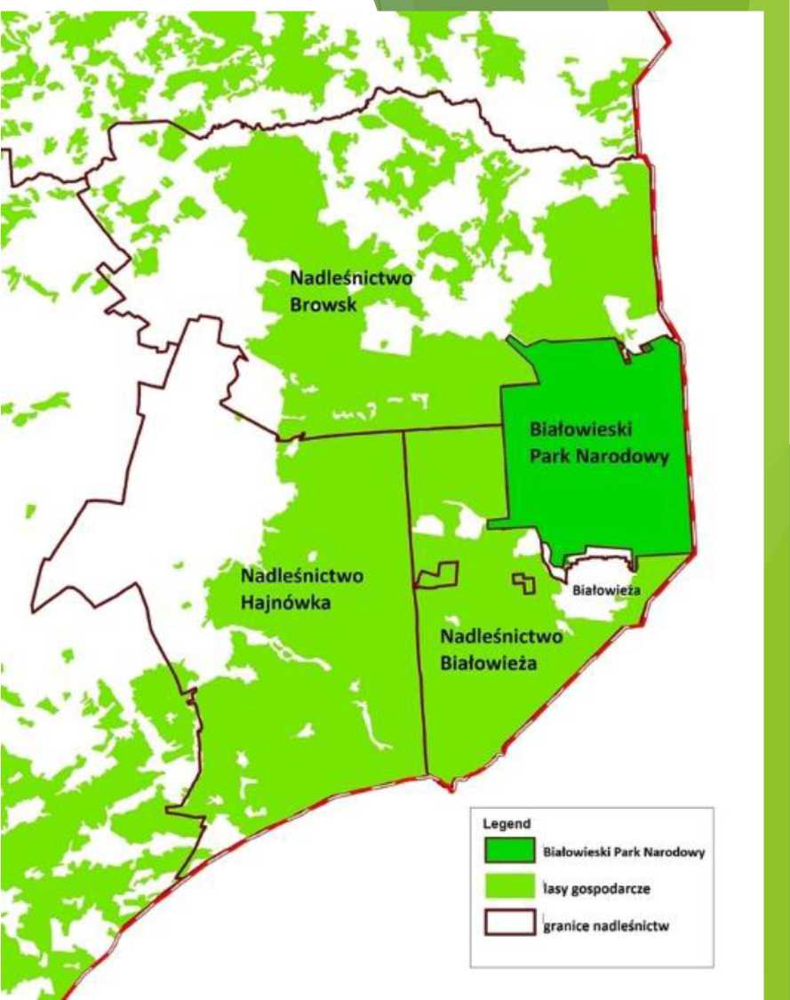 Nadleśnictwo
Browsk
Białowieski
Park Narodowy
Nadleśnictwo
Hajnówka
Białowieża
Nadleśnictwo
Białowieża
Legend
Białowieski Park Narodowy
lasy gospodarcze
granice nadleśnictw